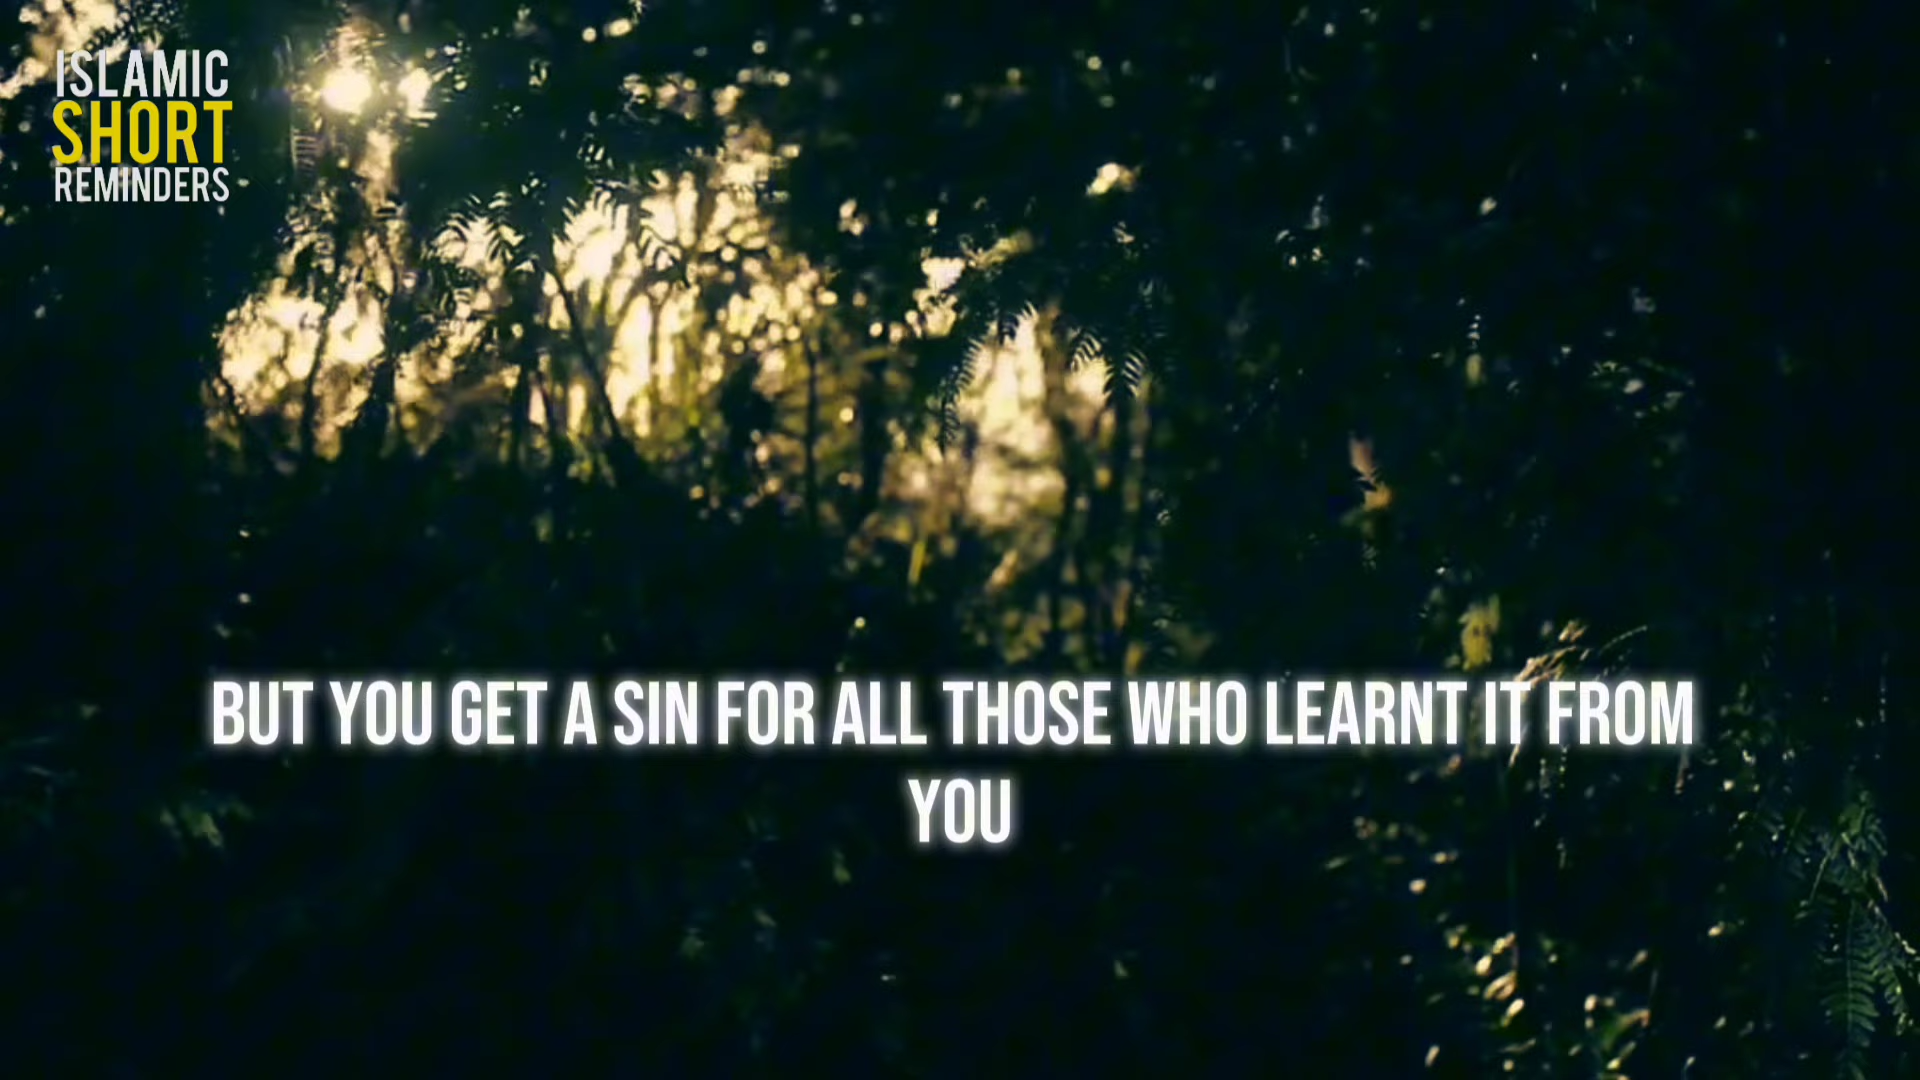 ISLAMIC
SHORT
REMINDERS
BUT YOU GET A SIN FOR ALL THOSE WHO LEARNT IT FROM
YOU